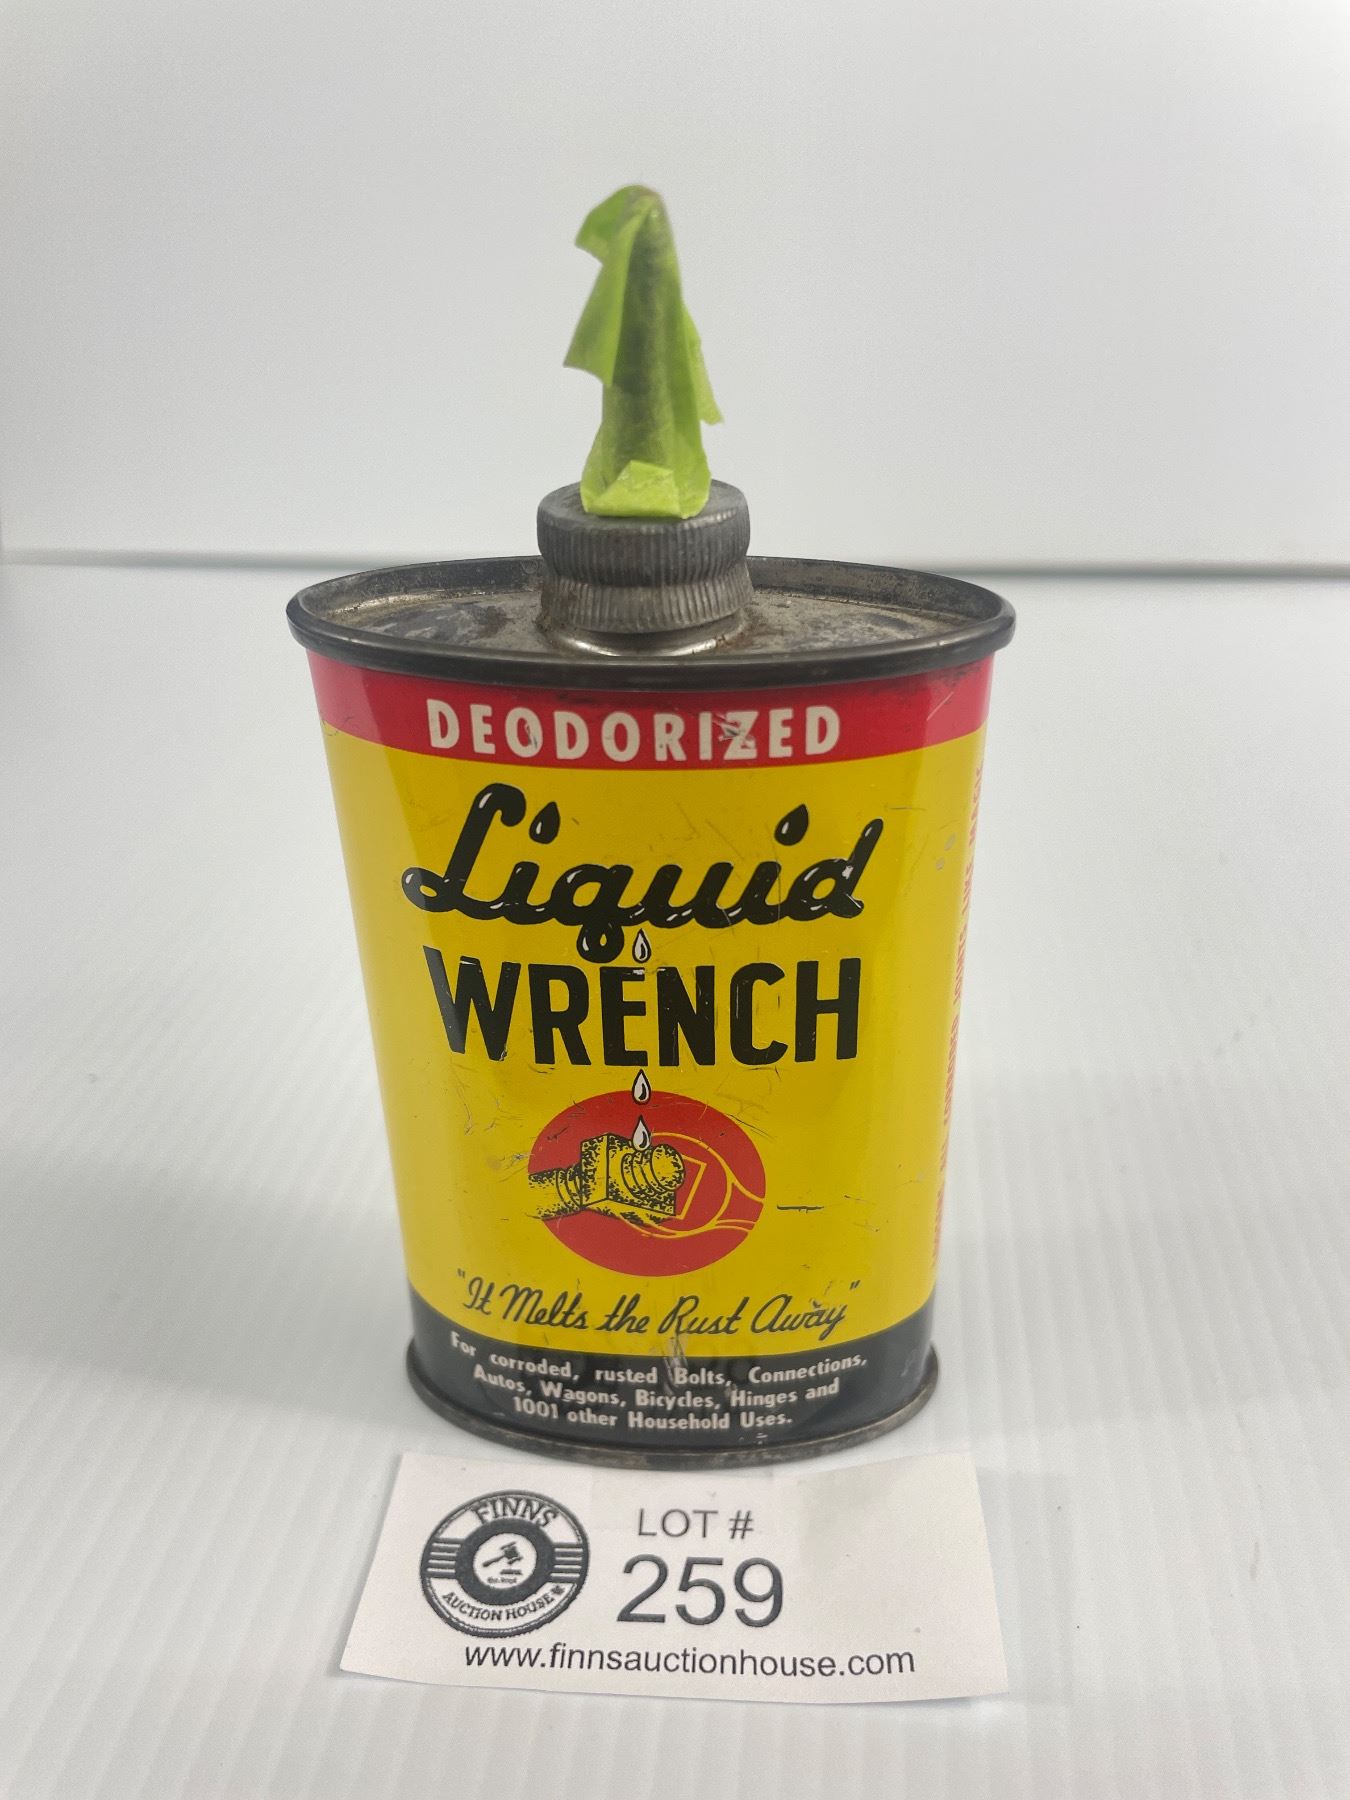 DEODORIZED
Liquid
WRENCH
"It Melts the Rust Away"
For corroded, rusted Bolts, Connections,
Autos, Wagons, Bicycles, Hinges and
1001 other Household Uses.
FINNS
AUCTION HOUSE
LOT #
259
www.finnsauctionhouse.com